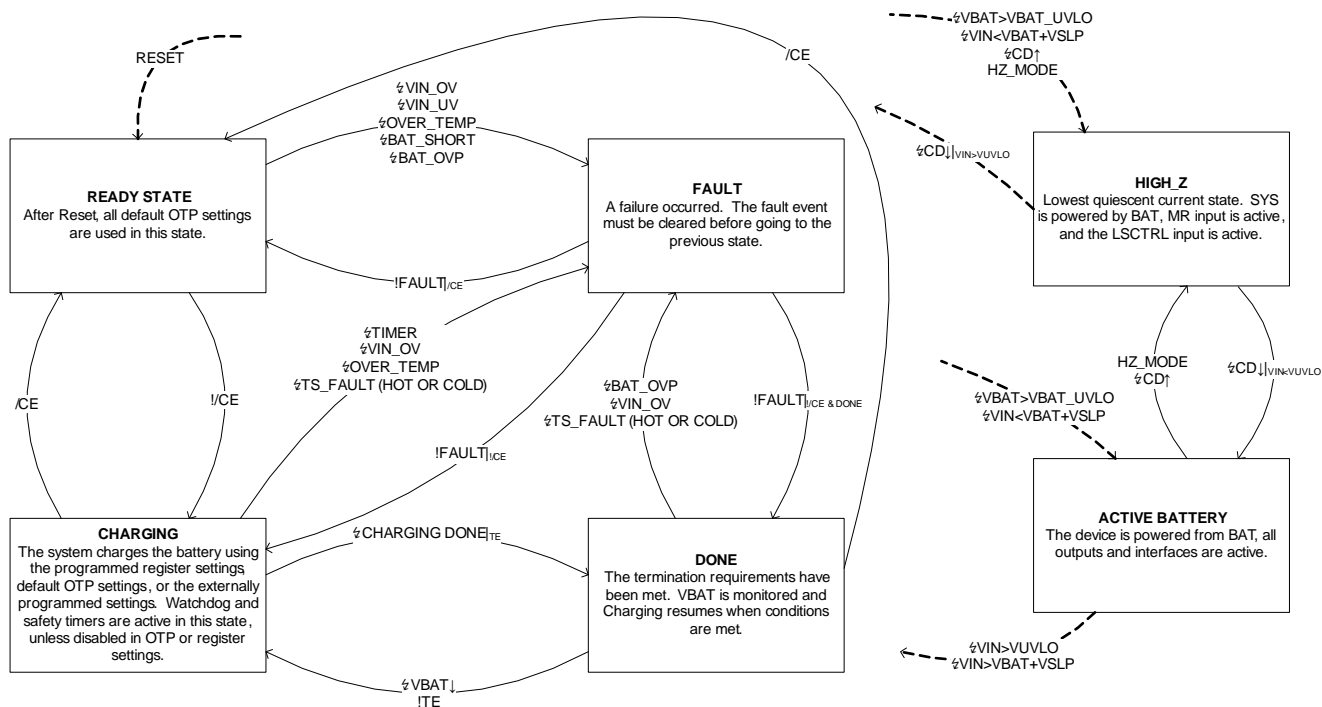 RESET
/CE
↯VBAT>VBAT_UVLO
↯VIN<VBAT+VSLP
↯CD↑
HZ_MODE
↯VIN_OV
↯VIN_UV
↯OVER_TEMP
↯BAT_SHORT
↯BAT_OVP
↯CD↓|VIN>VUVLO
READY STATE
After Reset, all default OTP settings
are used in this state.
FAULT
A failure occurred. The fault event
must be cleared before going to the
previous state.
HIGH_Z
Lowest quiescent current state. SYS
is powered by BAT, MR input is active,
and the LSCTRL input is active.
!FAULT|/CE
↯TIMER
↯VIN_OV
↯OVER_TEMP
↯TS_FAULT (HOT OR COLD)
/CE
!/CE
↯BAT_OVP
↯VIN_OV
↯TS_FAULT (HOT OR COLD)
!FAULT|!/CE & DONE
!FAULT|!/CE
HZ_MODE
↯CD↑
↯CD↓|VIN<VUVLO
↯VBAT>VBAT_UVLO
↯VIN<VBAT+VSLP
CHARGING
The system charges the battery using
the programmed register settings,
default OTP settings, or the externally
programmed settings. Watchdog and
safety timers are active in this state,
unless disabled in OTP or register
settings.
↯CHARGING DONE|TE
DONE
The termination requirements have
been met. VBAT is monitored and
Charging resumes when conditions
are met.
ACTIVE BATTERY
The device is powered from BAT, all
outputs and interfaces are active.
↯VBAT↓
!TE
↯VIN>VUVLO
↯VIN>VBAT+VSLP